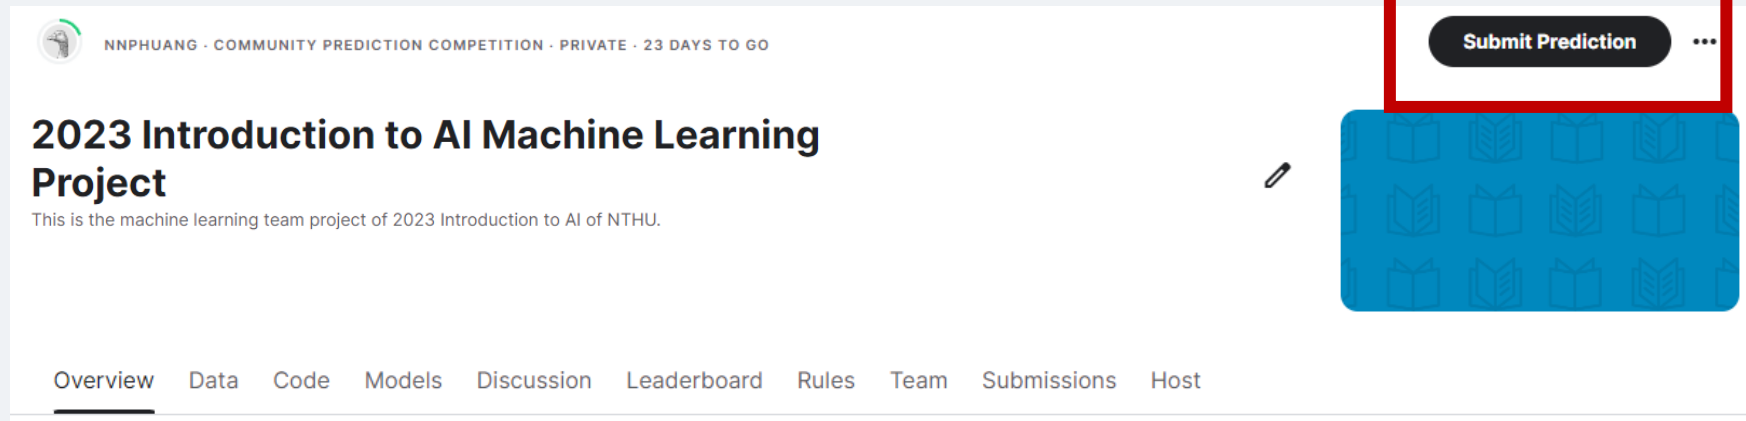 NNPHUANG · COMMUNITY PREDICTION COMPETITION · PRIVATE · 23 DAYS TO GO
Submit Prediction
2023 Introduction to AI Machine Learning
Project
This is the machine learning team project of 2023 Introduction to AI of NTHU.
Overview Data Code Models Discussion Leaderboard Rules Team Submissions Host